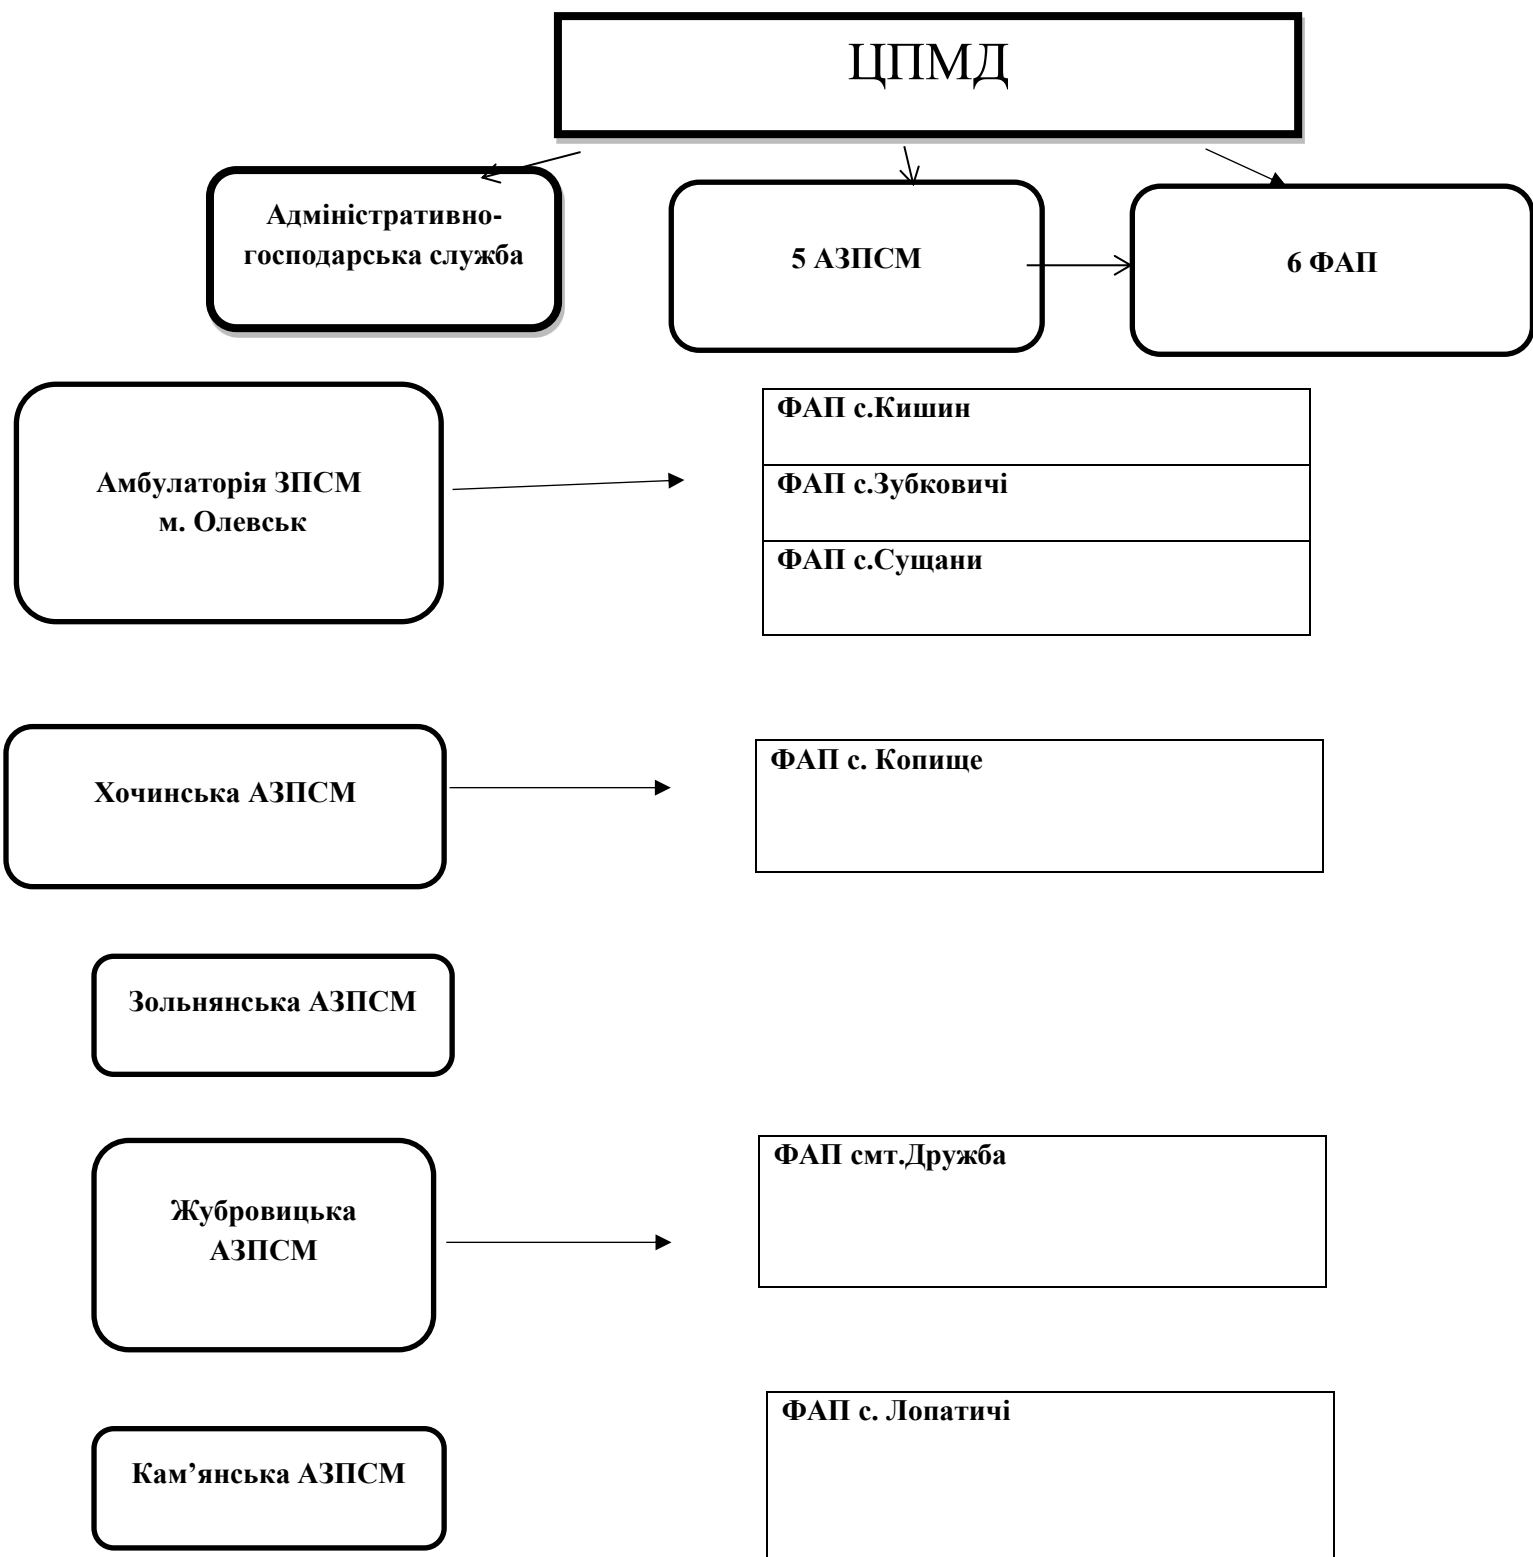 ЦПМД
Адміністративно-
господарська служба
5 АЗПСМ
6 ФАП
Амбулаторія ЗПСМ
м. Олевськ
ФАП с.Кишин
ФАП с.Зубковичі
ФАП с.Сущани
Хочинська АЗПСМ
ФАП с. Копище
Зольнянська АЗПСМ
Жубровицька
АЗПСМ
ФАП смт.Дружба
Кам’янська АЗПСМ
ФАП с. Лопатичі